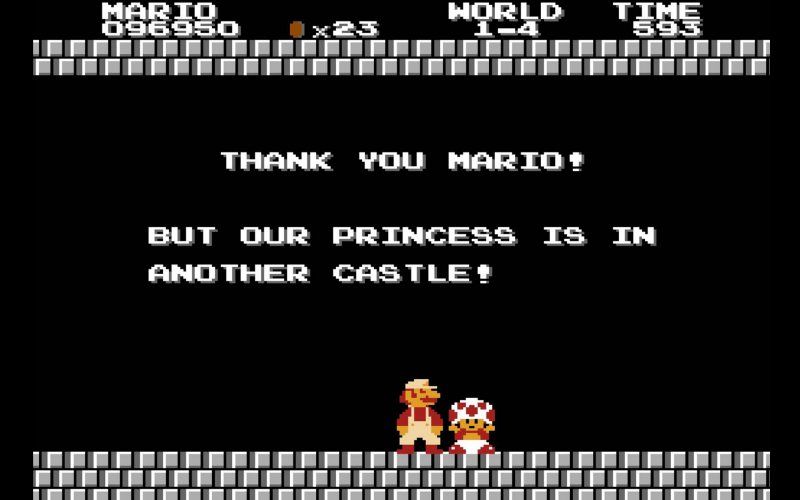 MARIO WORLD TIME
096950 x23 1-4 593
THANK YOU MARIO!
BUT OUR PRINCESS IS IN
ANOTHER CASTLE!